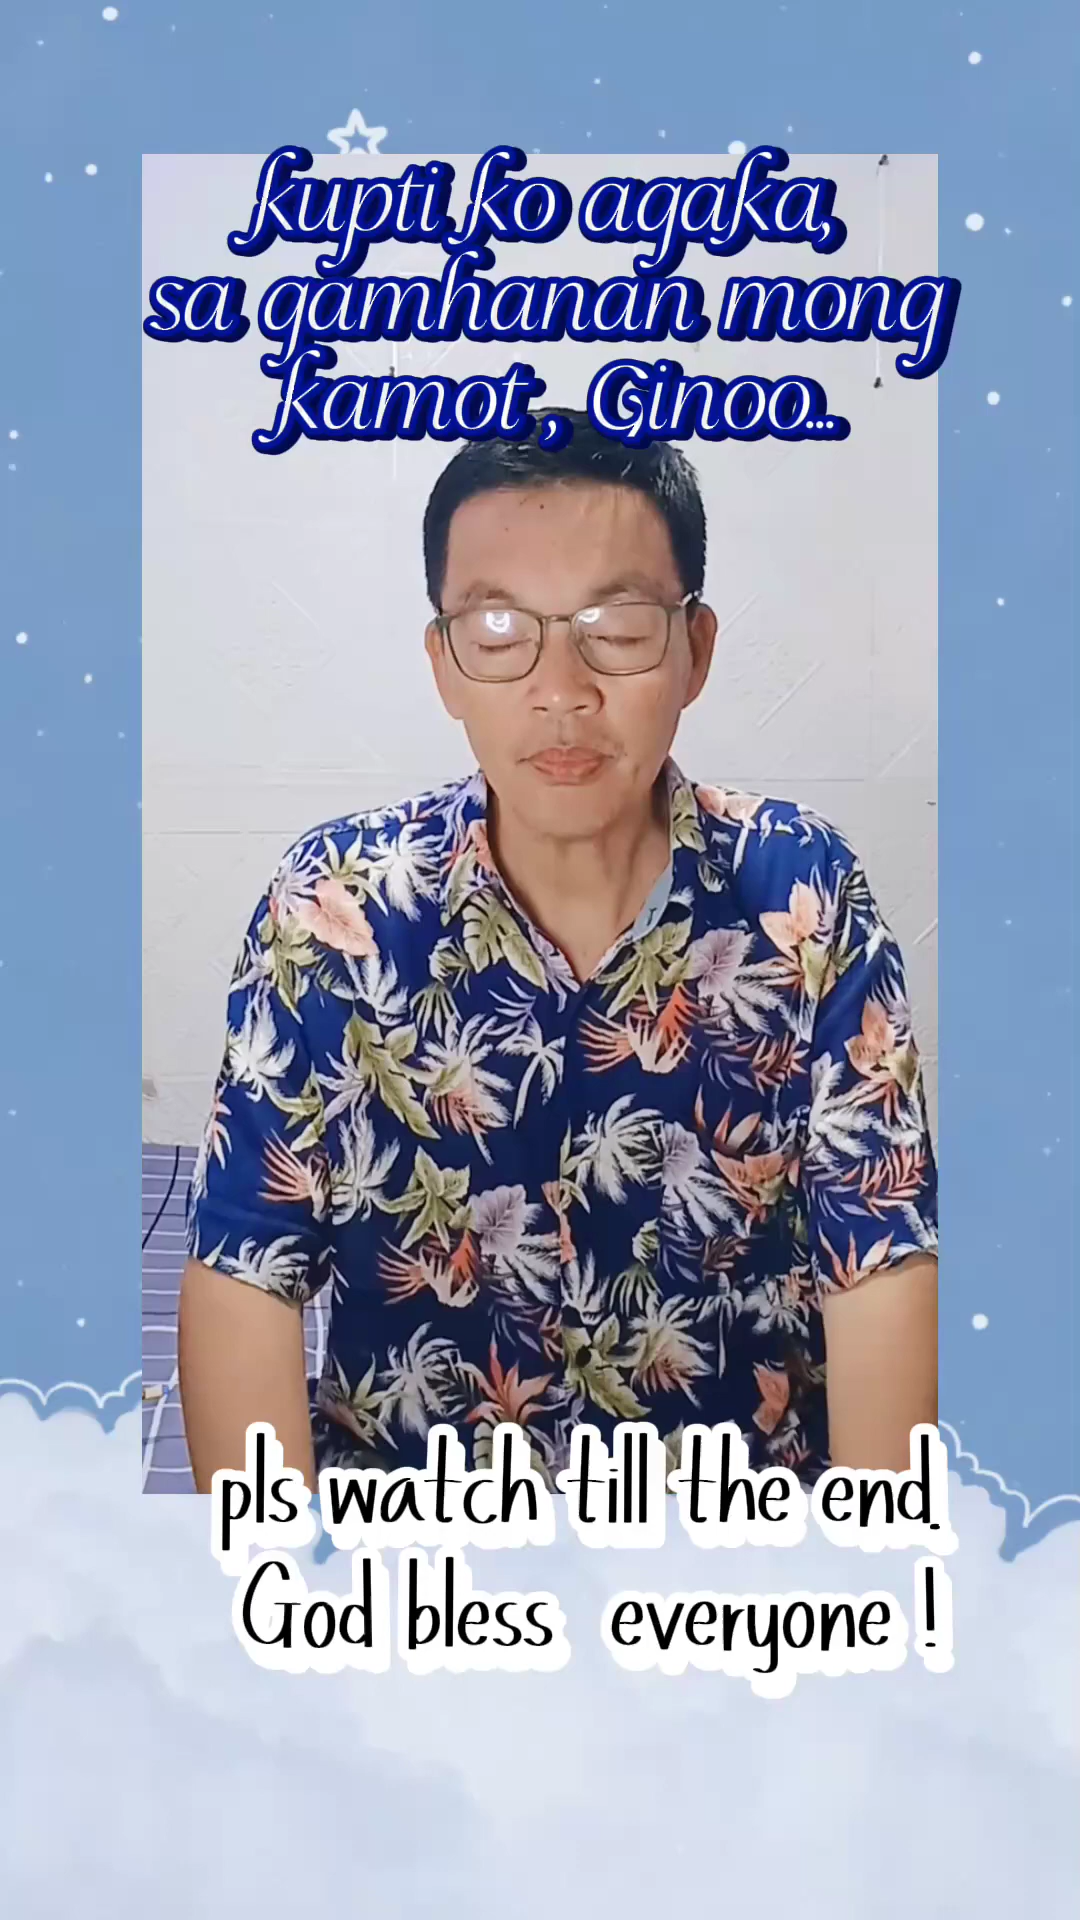 kupti ko agaka,
sa gamhanan mong
kamot , Ginoo...
pls watch till the end.
God bless everyone !